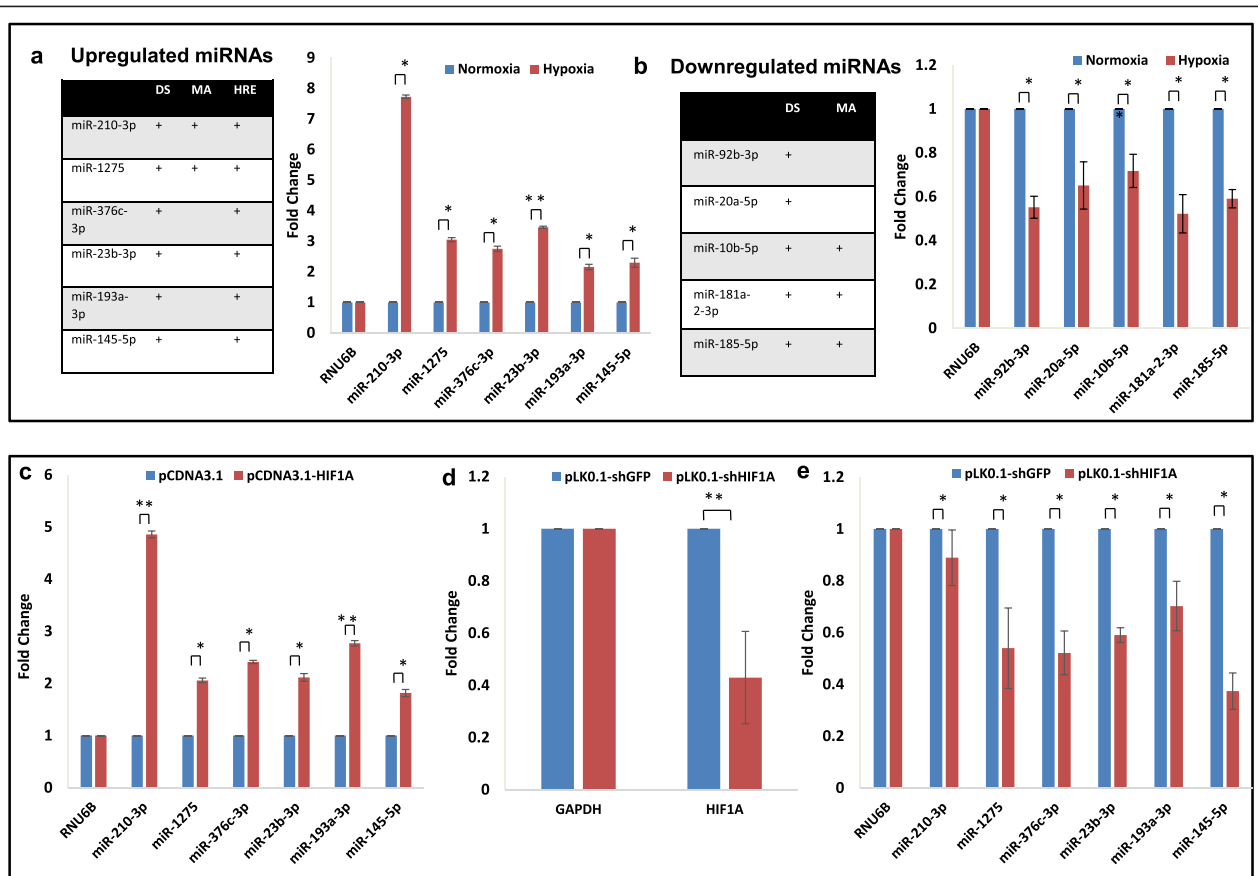 a Upregulated miRNAs
DS MA HRE
miR-210-3p + + +
miR-1275 + + +
miR-376c-
3p + +
miR-23b-3p + +
miR-193a-
3p + +
miR-145-5p + +
Normoxia Hypoxia
Fold Change
9
8
7
6
5
4
3
2
1
0
* * * ** * *
RNU6B miR-210-3p miR-1275 miR-376c-3p miR-23b-3p miR-193a-3p miR-145-5p
b Downregulated miRNAs
DS MA
miR-92b-3p +
miR-20a-5p +
miR-10b-5p + +
miR-181a-
2-3p + +
miR-185-5p + +
Normoxia Hypoxia
Fold Change
1.2
1
0.8
0.6
0.4
0.2
0
* * * * *
*
RNU6B miR-92b-3p miR-20a-5p miR-10b-5p miR-181a-2-3p miR-185-5p
c
pCDNA3.1 pCDNA3.1-HIF1A
Fold Change
6
5
4
3
2
1
0
** * * * ** *
RNU6B miR-210-3p miR-1275 miR-376c-3p miR-23b-3p miR-193a-3p miR-145-5p
d
pLK0.1-shGFP pLK0.1-shHIF1A
Fold Change
1.2
1
0.8
0.6
0.4
0.2
0
**
GAPDH HIF1A
e
pLK0.1-shGFP pLK0.1-shHIF1A
Fold Change
1.2
1
0.8
0.6
0.4
0.2
0
* * * * * *
RNU6B miR-210-3p miR-1275 miR-376c-3p miR-23b-3p miR-193a-3p miR-145-5p